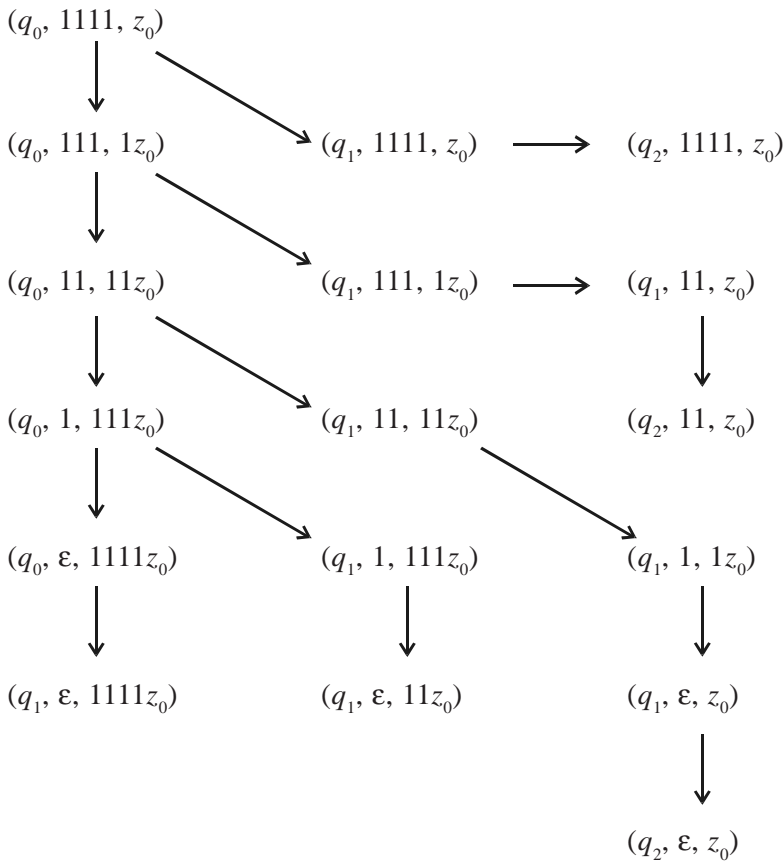 (q₀, 1111, z₀)
(q₀, 111, 1z₀) (q₁, 1111, z₀) (q₂, 1111, z₀)
(q₀, 11, 11z₀) (q₁, 111, 1z₀) (q₁, 11, z₀)
(q₀, 1, 111z₀) (q₁, 11, 11z₀) (q₂, 11, z₀)
(q₀, ε, 1111z₀) (q₁, 1, 111z₀) (q₁, 1, 1z₀)
(q₁, ε, 1111z₀) (q₁, ε, 11z₀) (q₁, ε, z₀)
(q₂, ε, z₀)